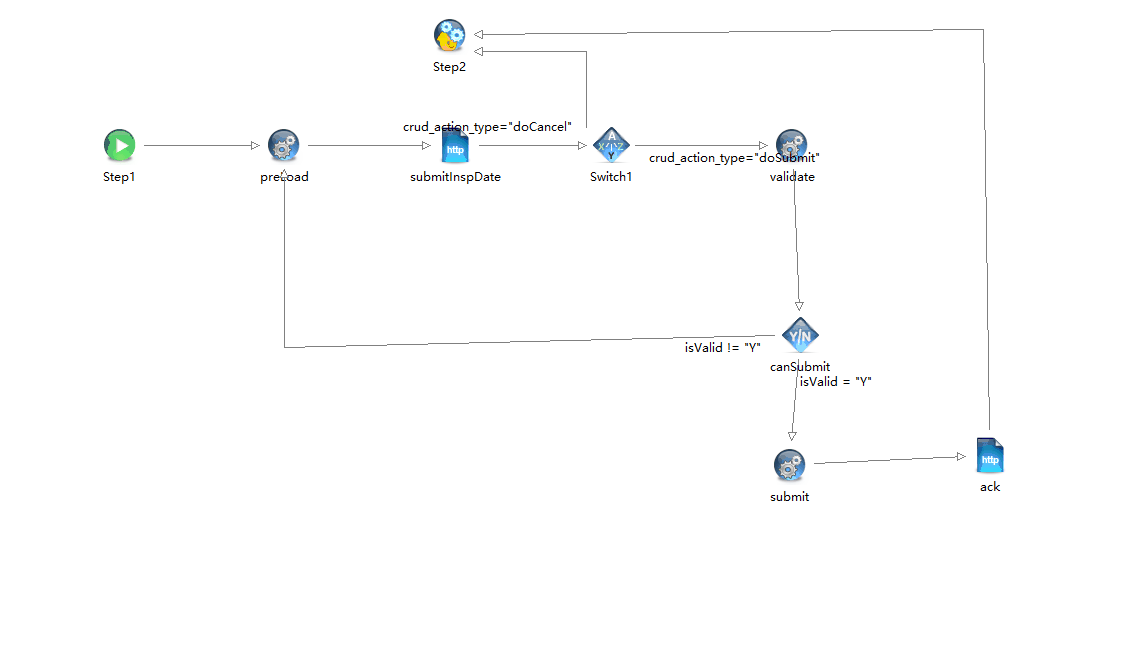 Step2
crud_action_type="doCancel"
A
X/Y/Z
Y
http
crud_action_type="doSubmit"
Step1
preLoad
submitInspDate
Switch1
validate
Y/N
isValid != "Y"
canSubmit
isValid = "Y"
http
submit
ack